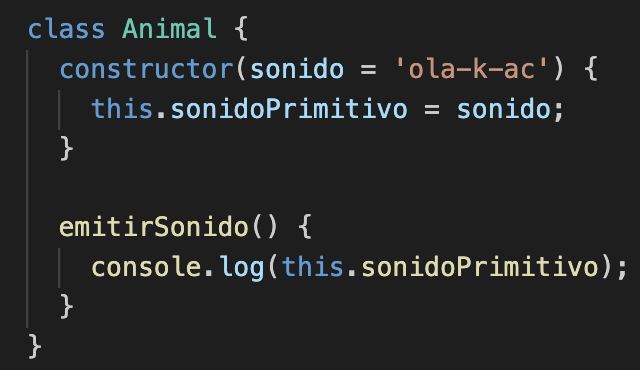 class Animal {
  constructor(sonido = 'ola-k-ac') {
    this.sonidoPrimitivo = sonido;
  }

  emitirSonido() {
    console.log(this.sonidoPrimitivo);
  }
}